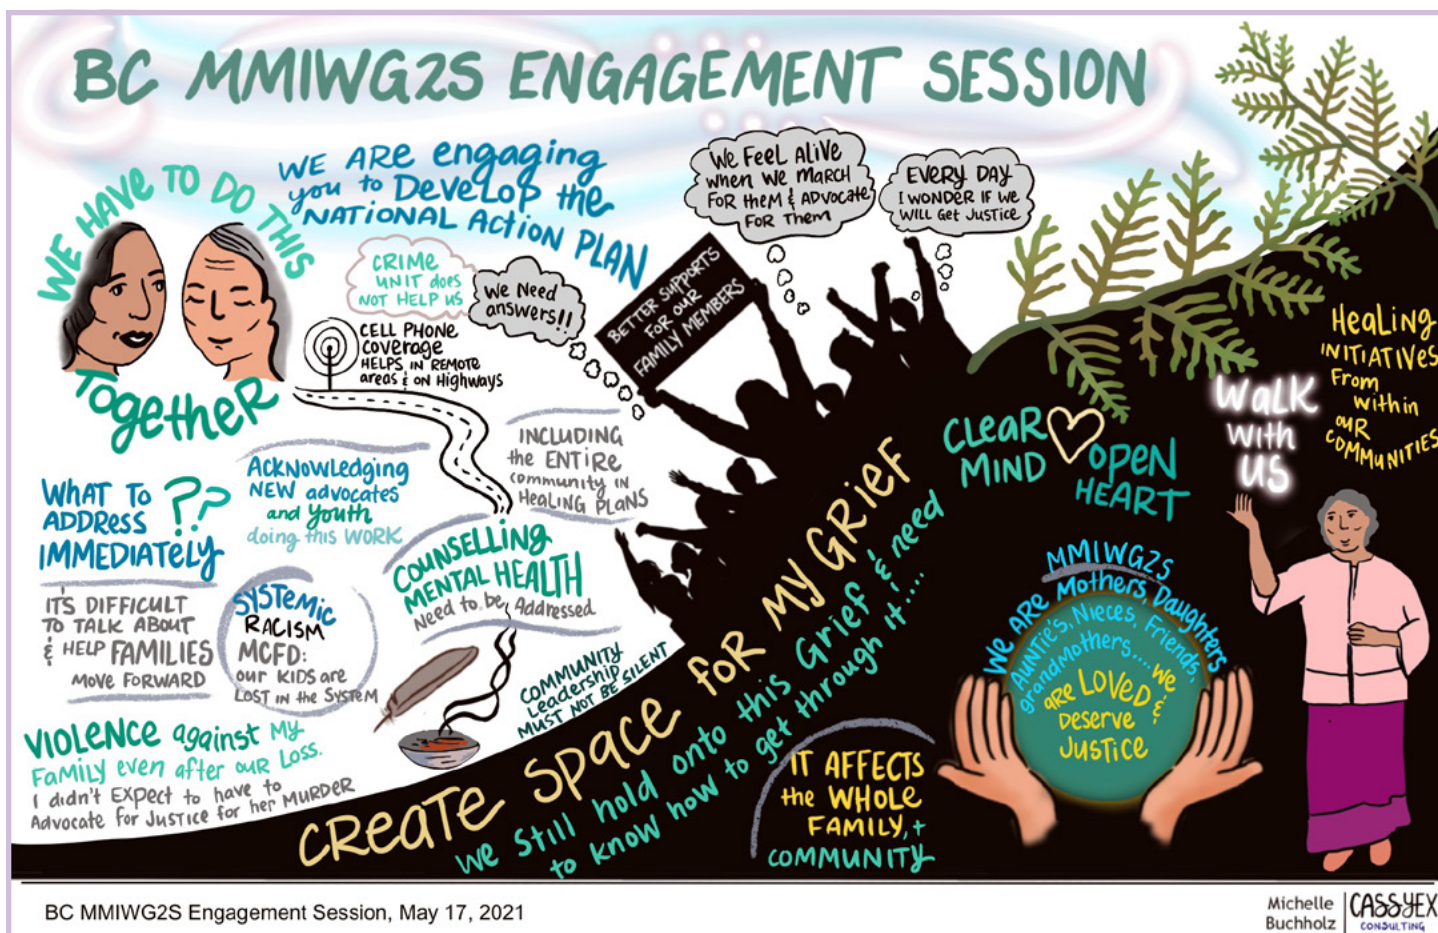 BC MMIWG2S ENGAGEMENT SESSION
WE HAVE TO DO THIS
Together
WE ARE engaging
you to Develop the
NATIONAL Action PLAN
CRIME
UNIT does
NOT HELP US
We Need
answers!!
We Feel ALiVe
when we MARCH
FOR them & ADVOCATE
FOR Them
EVERY DAY
I WONDER IF WE
WILL Get JUSTICE
BETTER SUPPORTS
FOR OUR
FAMILY MEMBERS
CELL PHONE
coverage
HELPS IN REMOTE
areas & on Highways
WHAT TO
ADDRESS
IMMEDIATELY
??
ACKNOWLEDGING
NEW advocates
and youth
doing this WORK
INCLUDING
the ENTIRE
community in
HeaLing PLANS
COUNSELLING
MENTAL HEALTH
Need to be Addressed
IT'S DIFFICULT
TO TALK ABOUT
& HELP FAMILIES
MOVE FORWARD
SYSTeMic
RACISM
MCFD:
our KIDS are
LOST IN the SYSTEM
COMMUNITY
Leadership
MUST NOT BE SILENT
VIOLENCE against My
FaMiLy even after our Loss.
I didn't EXPECT to have to
Advocate For Justice for her MURDER
CREATE SPACE FOR MY GRIEF
We Still hold onto this Grief & need
to know how to get through it....
CLeaR
MIND
OPEN
HEART
HeaLing
INITIATIVES
From
within
OUR
COMMUNITIES
WaLK
with
US
MMIWG2S
We ARe Mothers, Daughters
AUNTIE'S, Nieces, Friends,
grandmothers.... We
are LOVED &
Deserve
JUSTICE
IT AFFECTS
the WHOLE
FAMILY, +
COMMUNITY
BC MMIWG2S Engagement Session, May 17, 2021
Michelle
Buchholz
CASSYEX
CONSULTING